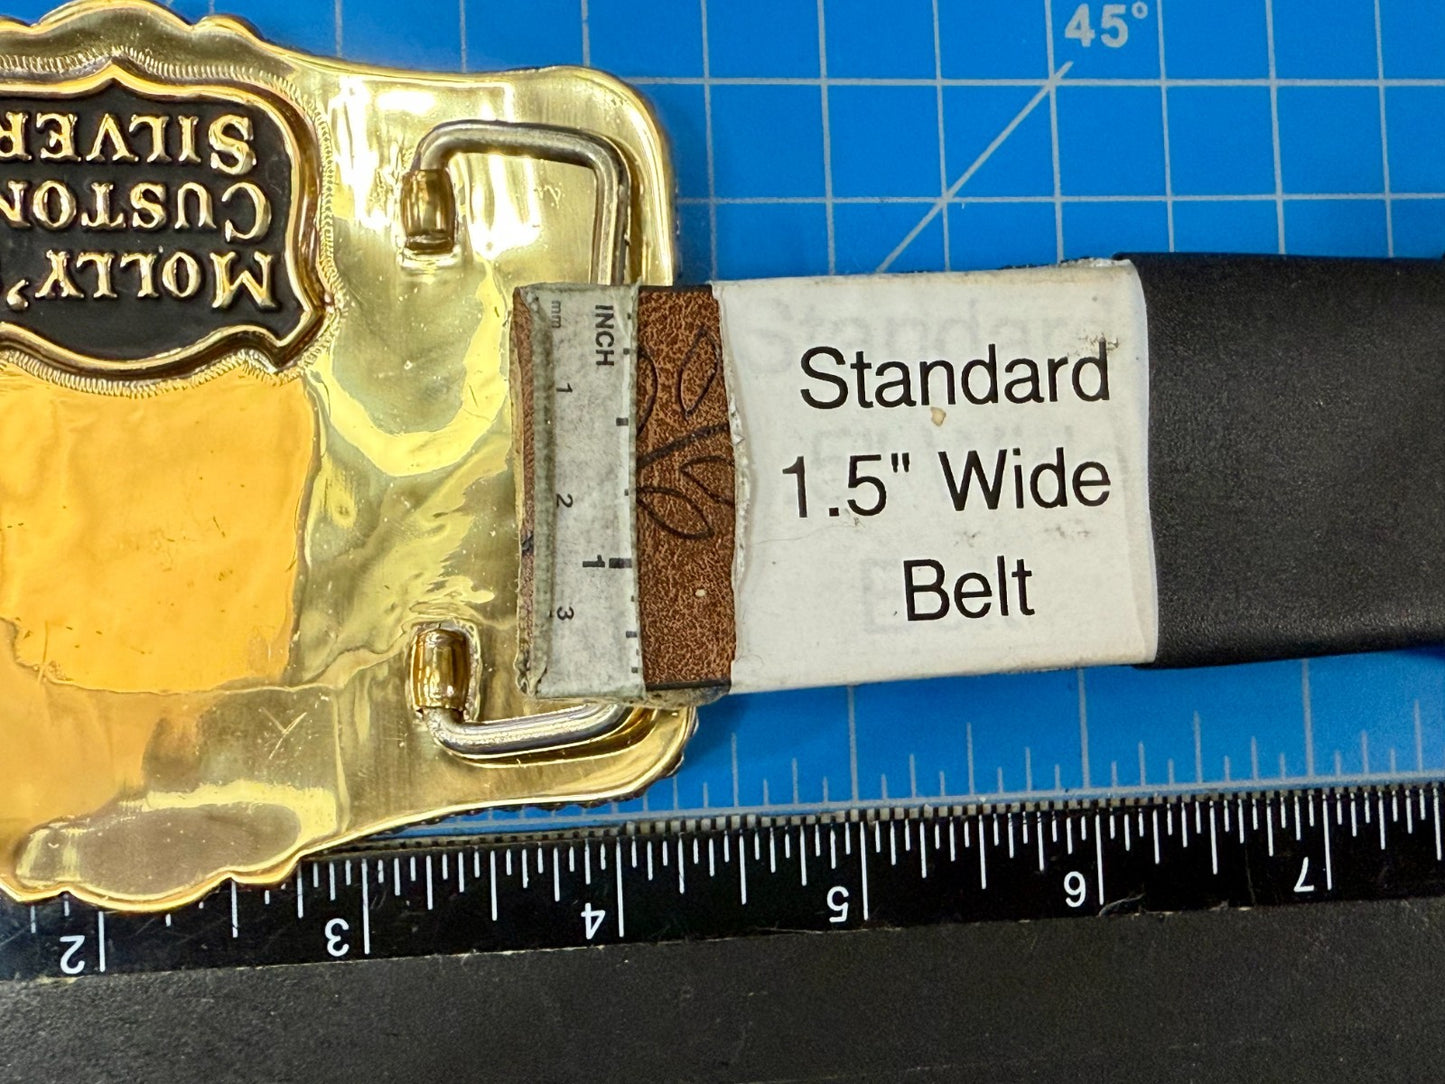 45°
MOLLY'
CUSTOM
SILVER
INCH
mm
1
2
3
1
Standard
1.5" Wide
Belt
2
3
4
5
6
7